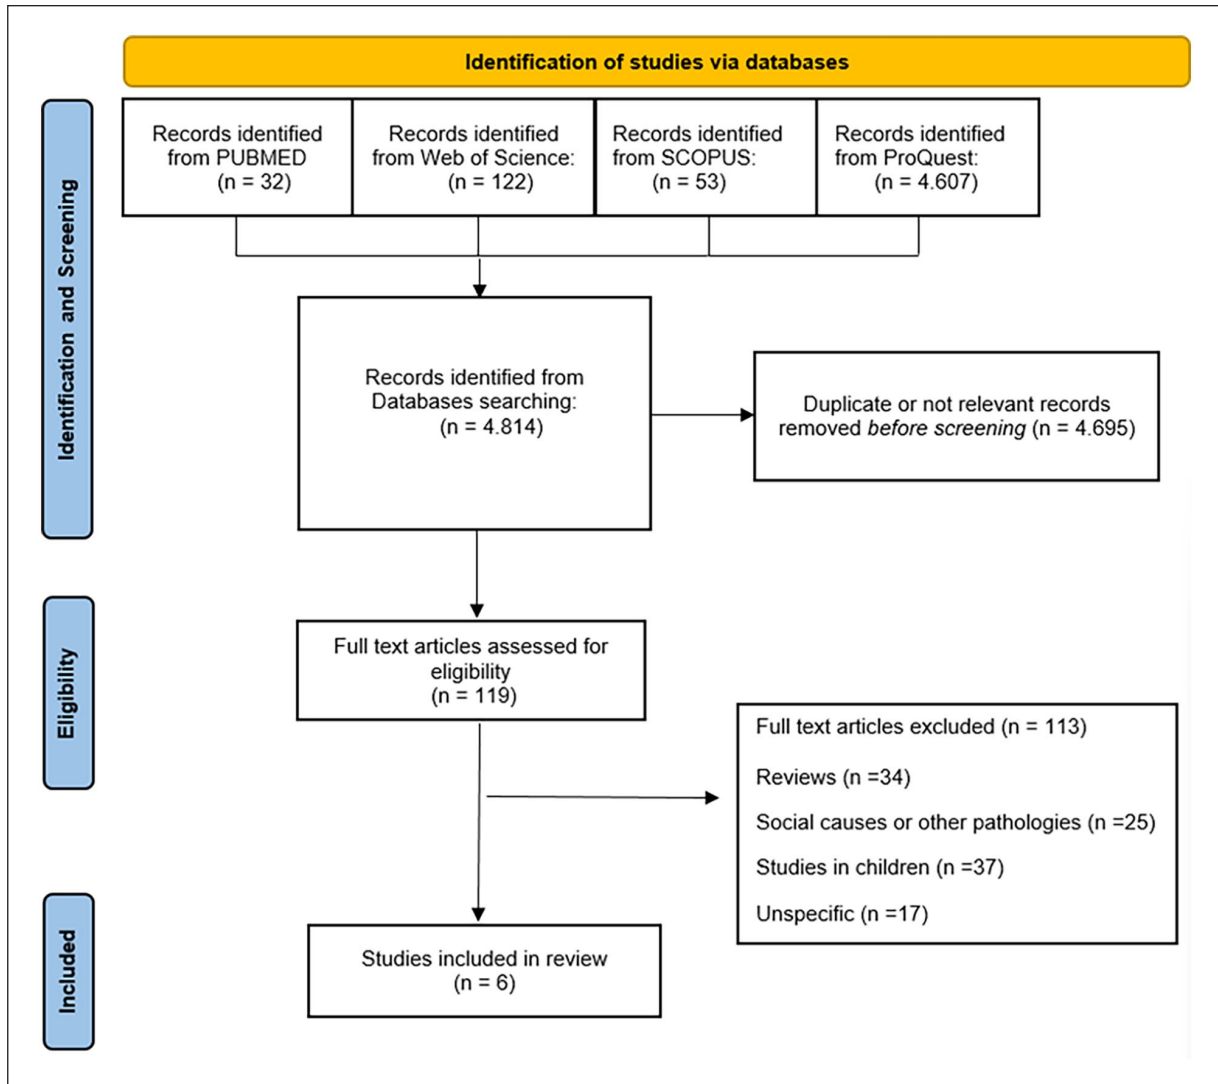 Identification of studies via databases
Identification and Screening
Records identified
from PUBMED
(n = 32)
Records identified
from Web of Science:
(n = 122)
Records identified
from SCOPUS:
(n = 53)
Records identified
from ProQuest:
(n = 4.607)
Records identified from
Databases searching:
(n = 4.814)
Duplicate or not relevant records
removed before screening (n = 4.695)
Eligibility
Full text articles assessed for
eligibility
(n = 119)
Full text articles excluded (n = 113)
Reviews (n =34)
Social causes or other pathologies (n =25)
Studies in children (n =37)
Unspecific (n =17)
Included
Studies included in review
(n = 6)